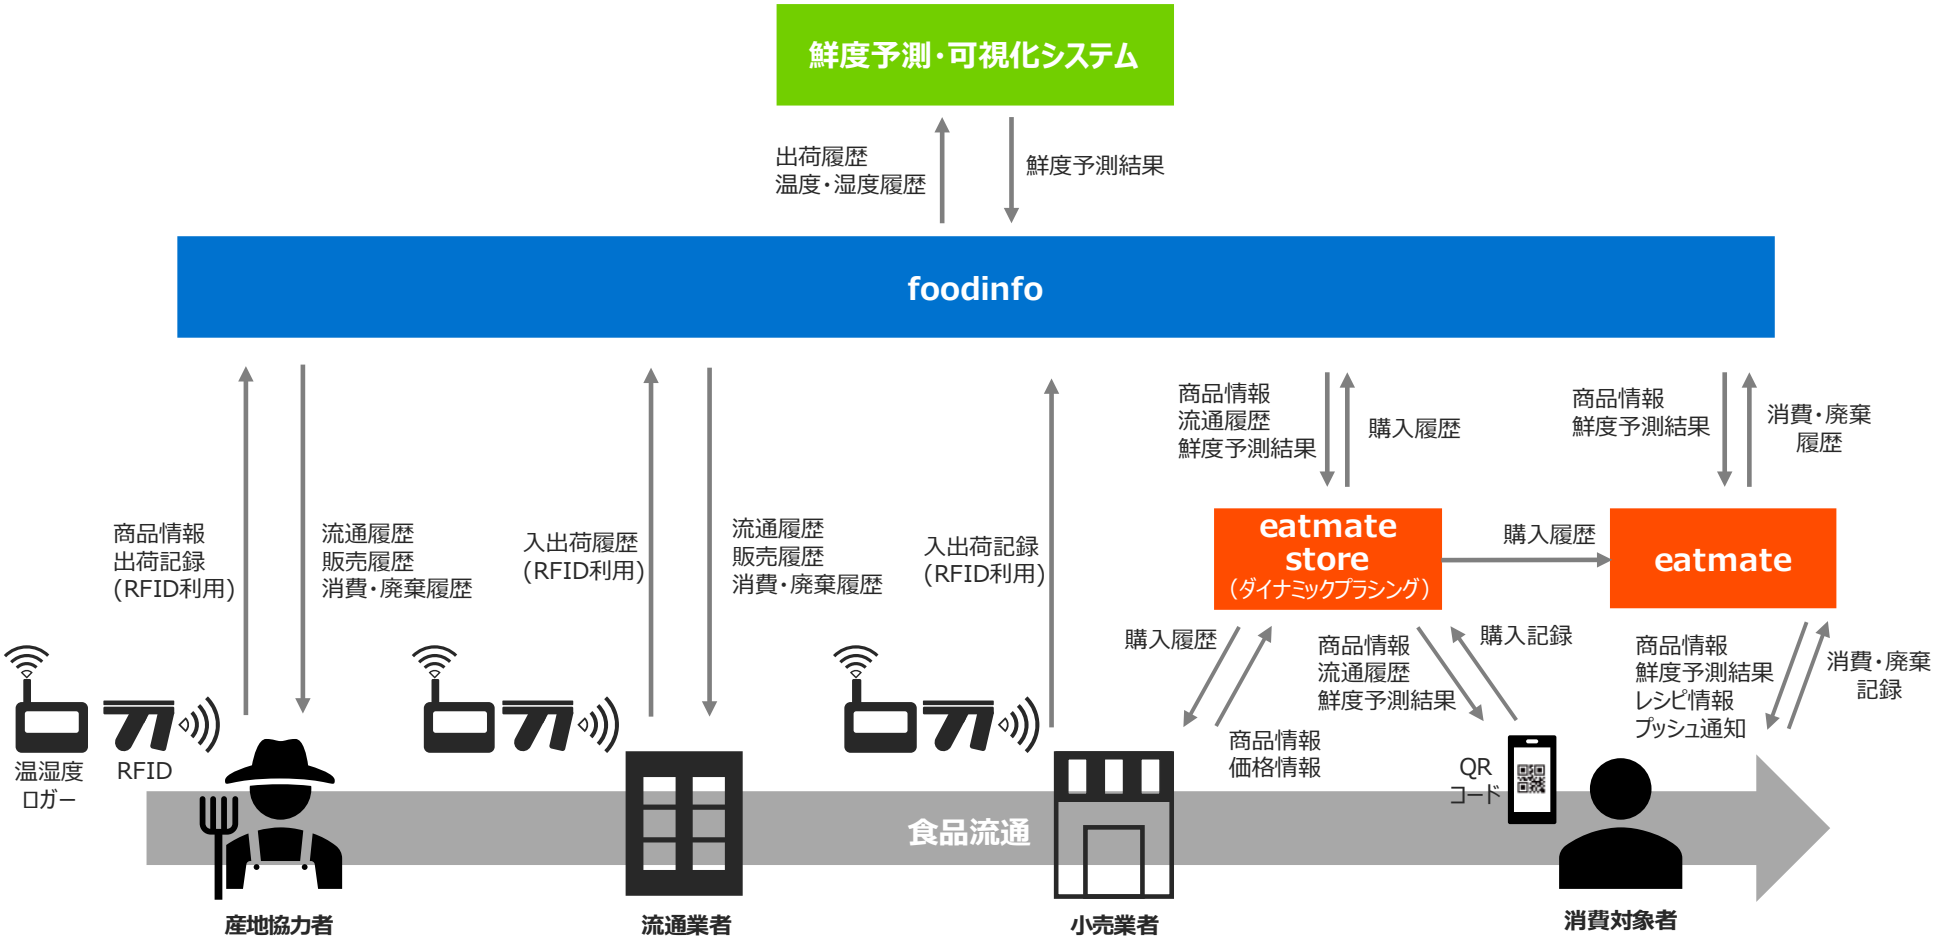 鮮度予測・可視化システム
出荷履歴
温度・湿度履歴
鮮度予測結果
foodinfo
商品情報
出荷記録
(RFID利用)
流通履歴
販売履歴
消費・廃棄履歴
入出荷履歴
(RFID利用)
流通履歴
販売履歴
消費・廃棄履歴
入出荷記録
(RFID利用)
商品情報
流通履歴
鮮度予測結果
購入履歴
商品情報
鮮度予測結果
消費・廃棄
履歴
eatmate
store
（ダイナミックプラシング）
購入履歴
eatmate
購入履歴
商品情報
価格情報
商品情報
流通履歴
鮮度予測結果
購入記録
商品情報
鮮度予測結果
レシピ情報
プッシュ通知
消費・廃棄
記録
温湿度
ロガー
RFID
QR
コード
食品流通
産地協力者
流通業者
小売業者
消費対象者